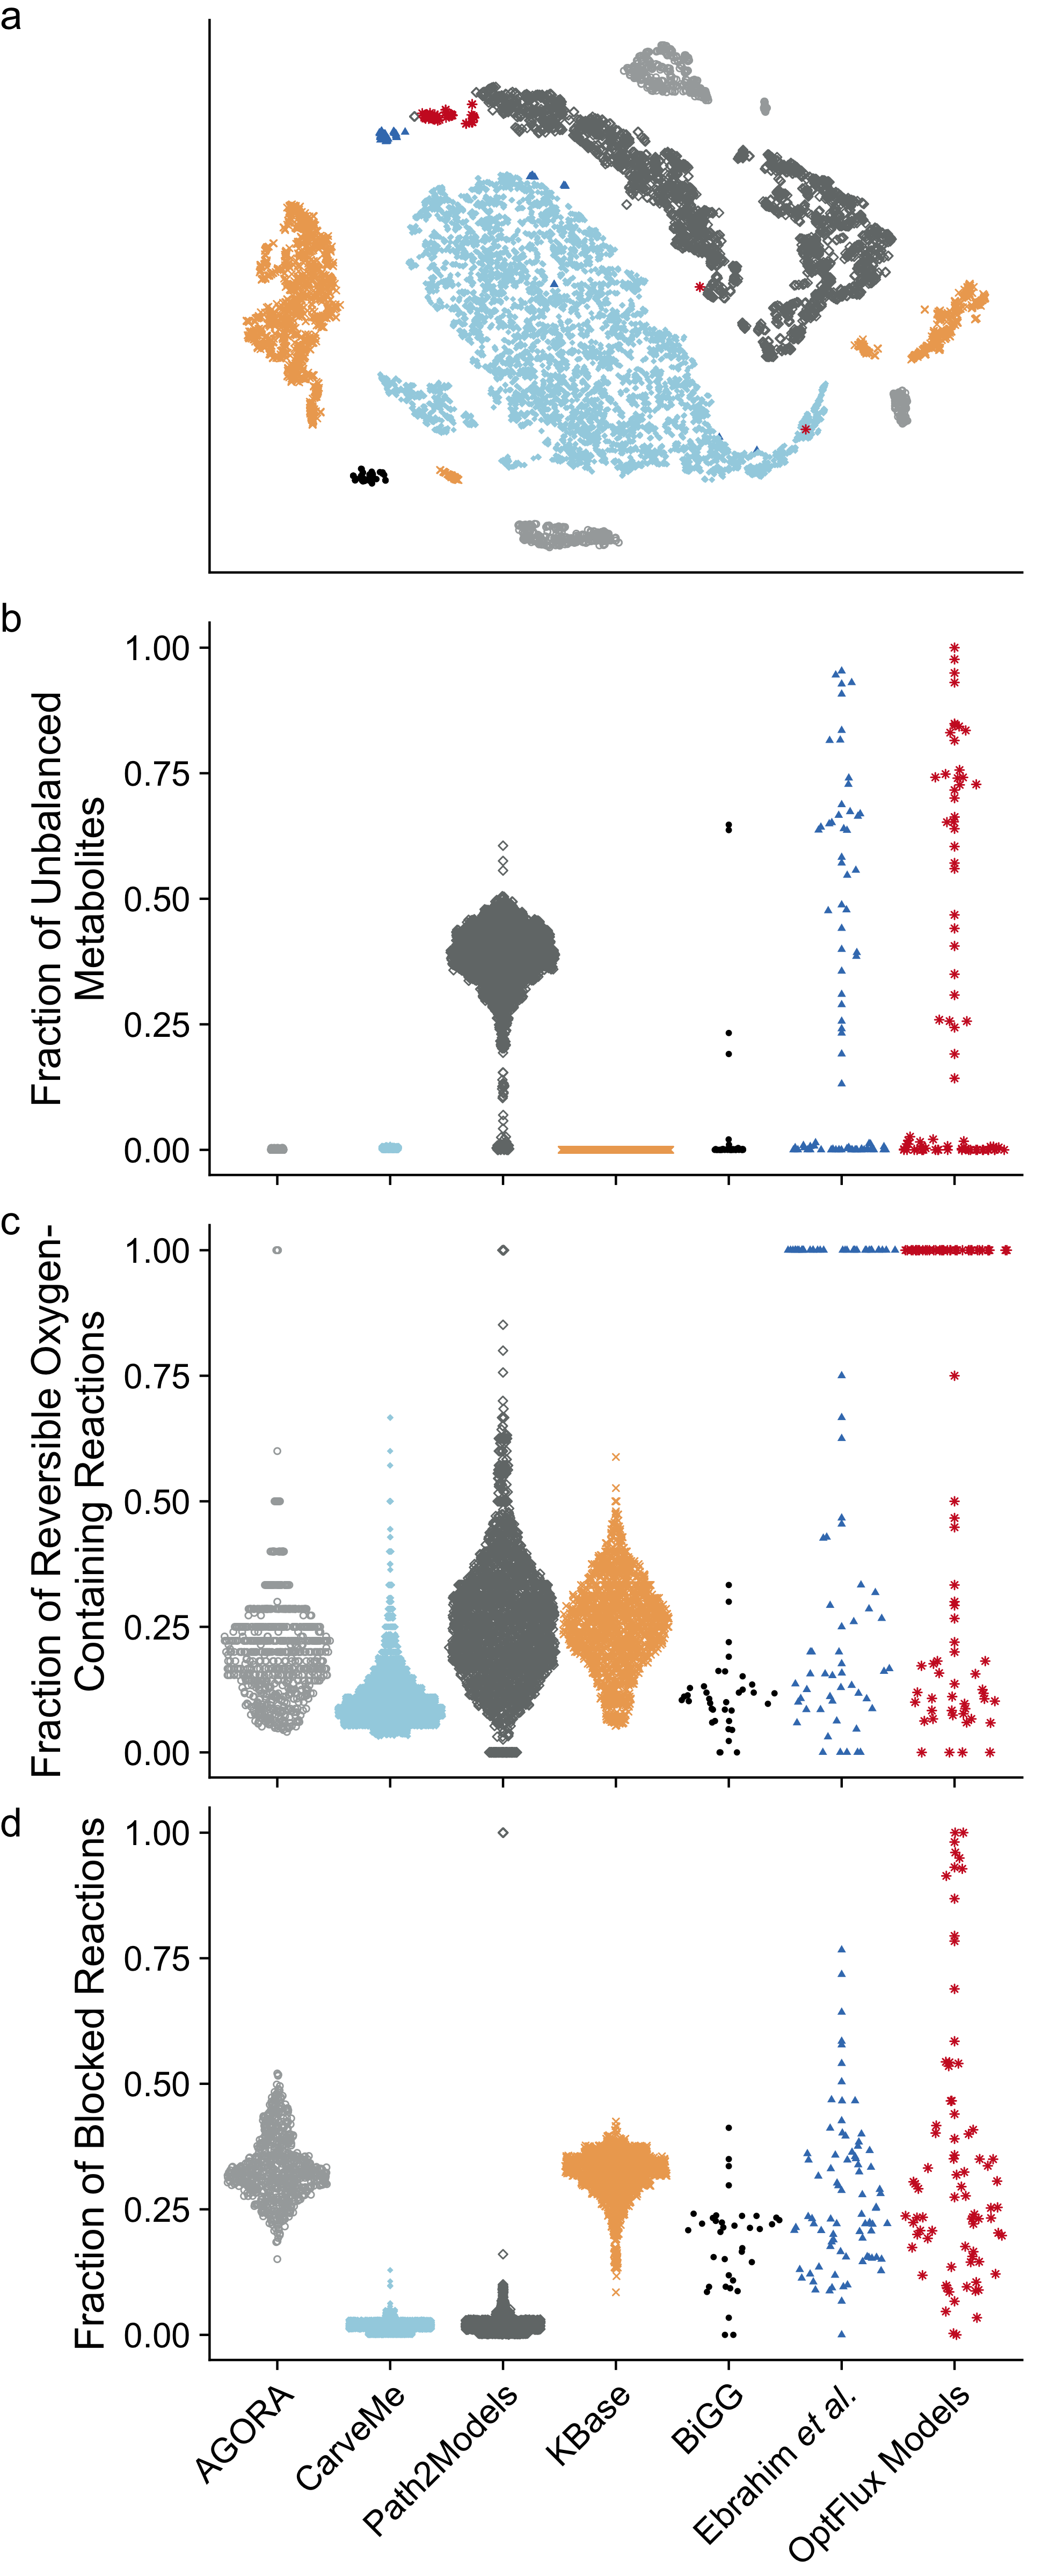 a
b
Fraction of Unbalanced
Metabolites
1.00
0.75
0.50
0.25
0.00
c
Fraction of Reversible Oxygen-
Containing Reactions
1.00
0.75
0.50
0.25
0.00
d
Fraction of Blocked Reactions
1.00
0.75
0.50
0.25
0.00
AGORA
CarveMe
Path2Models
KBase
BiGG
Ebrahim et al.
OptFlux Models